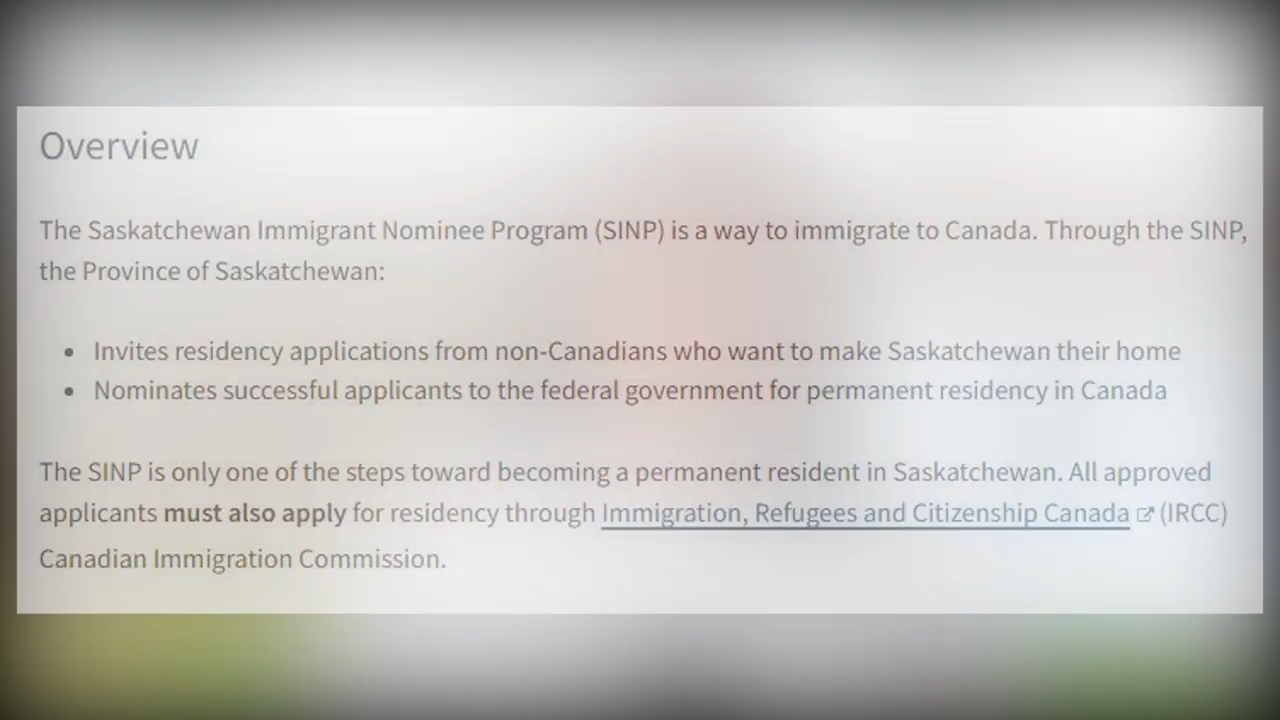 Overview
The Saskatchewan Immigrant Nominee Program (SINP) is a way to immigrate to Canada. Through the SINP,
the Province of Saskatchewan:
• Invites residency applications from non-Canadians who want to make Saskatchewan their home
• Nominates successful applicants to the federal government for permanent residency in Canada
The SINP is only one of the steps toward becoming a permanent resident in Saskatchewan. All approved
applicants must also apply for residency through Immigration, Refugees and Citizenship Canada (IRCC)
Canadian Immigration Commission.